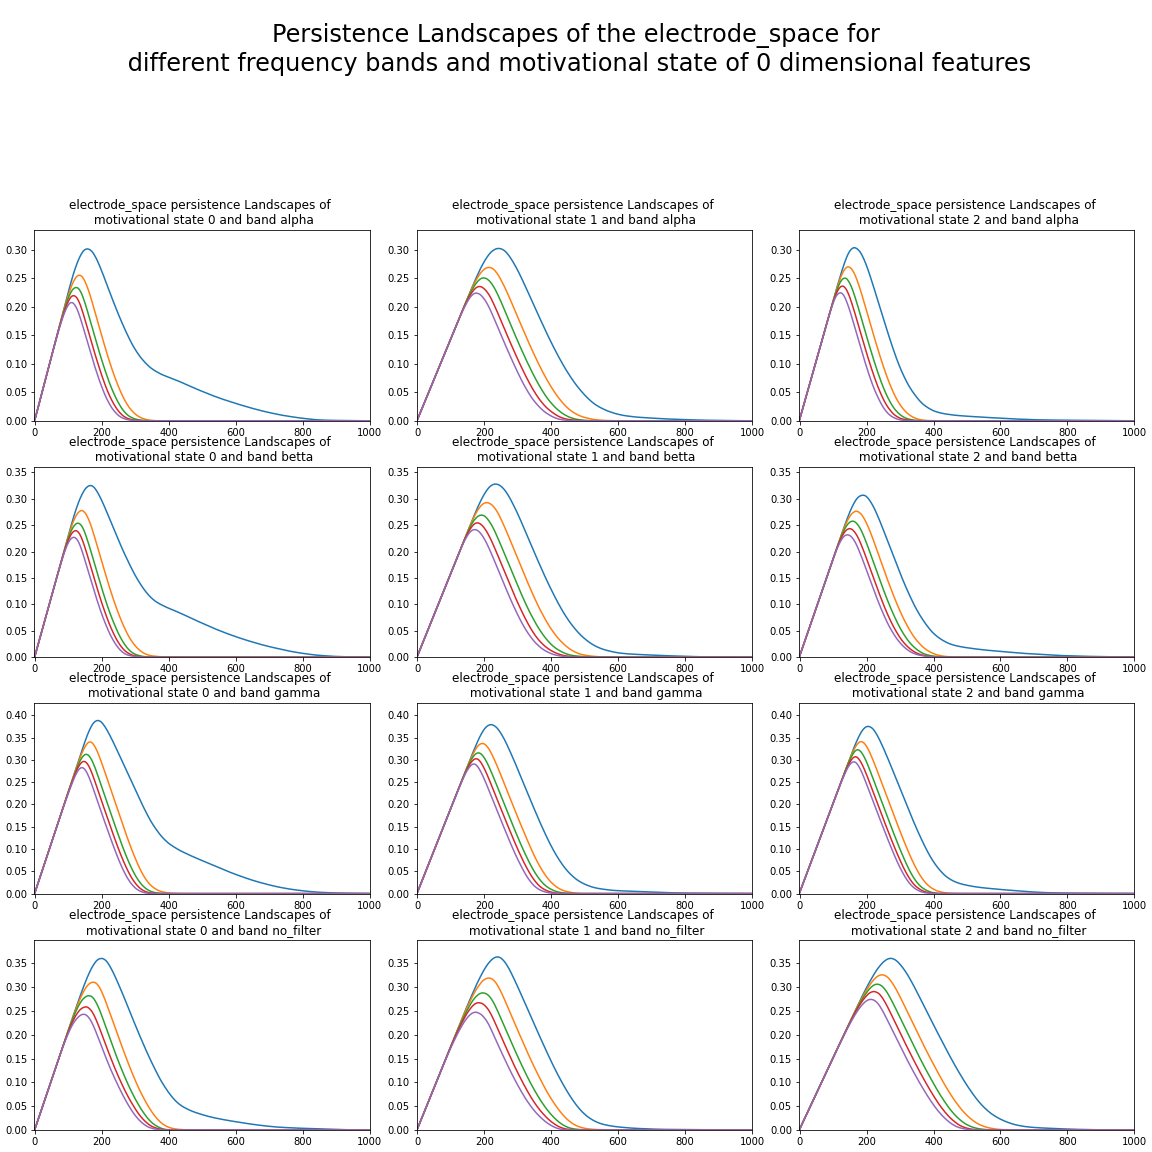 Persistence Landscapes of the electrode_space for
different frequency bands and motivational state of 0 dimensional features
electrode_space persistence Landscapes of
motivational state 0 and band alpha
electrode_space persistence Landscapes of
motivational state 1 and band alpha
electrode_space persistence Landscapes of
motivational state 2 and band alpha
0.30
0.25
0.20
0.15
0.10
0.05
0.00
0 200 400 600 800 1000
0.30
0.25
0.20
0.15
0.10
0.05
0.00
0 200 400 600 800 1000
0.30
0.25
0.20
0.15
0.10
0.05
0.00
0 200 400 600 800 1000
electrode_space persistence Landscapes of
motivational state 0 and band betta
electrode_space persistence Landscapes of
motivational state 1 and band betta
electrode_space persistence Landscapes of
motivational state 2 and band betta
0.35
0.30
0.25
0.20
0.15
0.10
0.05
0.00
0 200 400 600 800 1000
0.35
0.30
0.25
0.20
0.15
0.10
0.05
0.00
0 200 400 600 800 1000
0.35
0.30
0.25
0.20
0.15
0.10
0.05
0.00
0 200 400 600 800 1000
electrode_space persistence Landscapes of
motivational state 0 and band gamma
electrode_space persistence Landscapes of
motivational state 1 and band gamma
electrode_space persistence Landscapes of
motivational state 2 and band gamma
0.40
0.35
0.30
0.25
0.20
0.15
0.10
0.05
0.00
0 200 400 600 800 1000
0.40
0.35
0.30
0.25
0.20
0.15
0.10
0.05
0.00
0 200 400 600 800 1000
0.40
0.35
0.30
0.25
0.20
0.15
0.10
0.05
0.00
0 200 400 600 800 1000
electrode_space persistence Landscapes of
motivational state 0 and band no_filter
electrode_space persistence Landscapes of
motivational state 1 and band no_filter
electrode_space persistence Landscapes of
motivational state 2 and band no_filter
0.35
0.30
0.25
0.20
0.15
0.10
0.05
0.00
0 200 400 600 800 1000
0.35
0.30
0.25
0.20
0.15
0.10
0.05
0.00
0 200 400 600 800 1000
0.35
0.30
0.25
0.20
0.15
0.10
0.05
0.00
0 200 400 600 800 1000